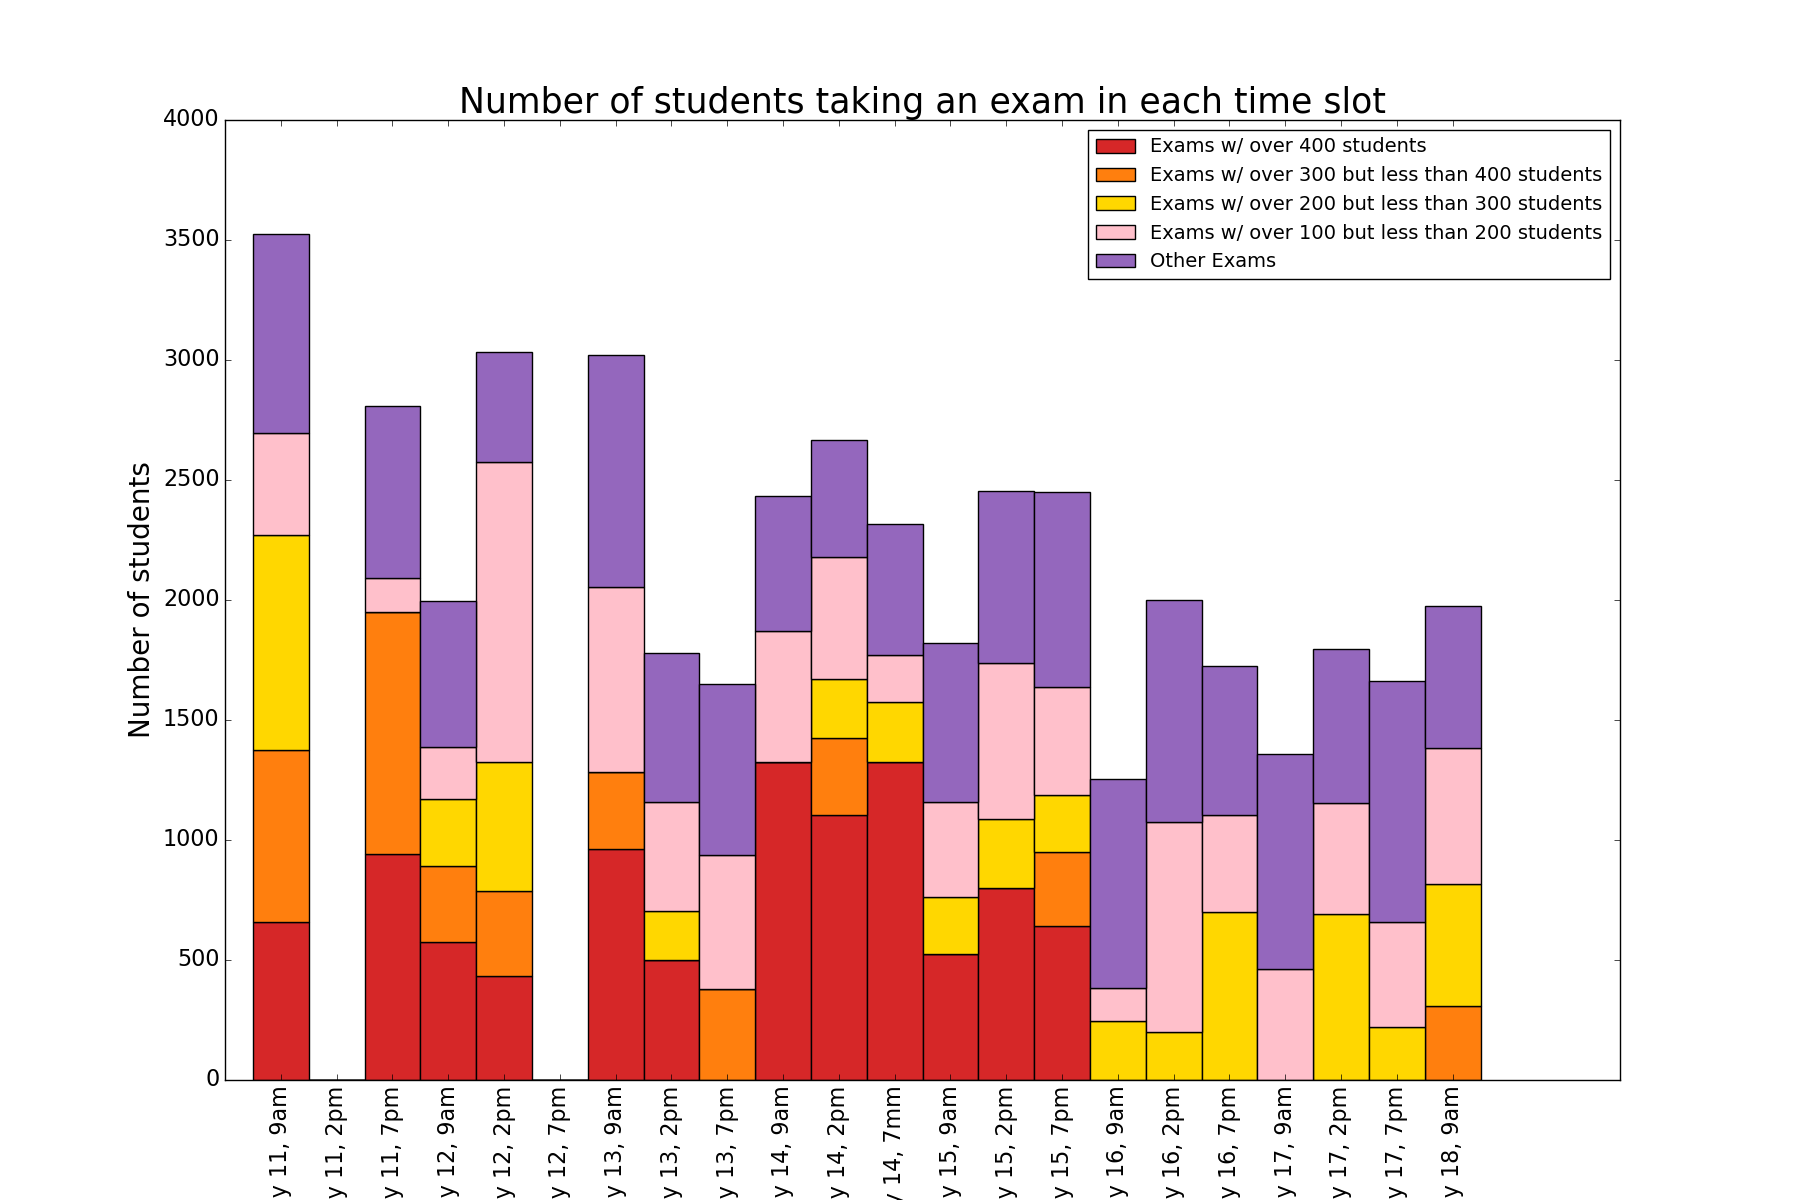 Number of students taking an exam in each time slot
Exams w/ over 400 students
Exams w/ over 300 but less than 400 students
Exams w/ over 200 but less than 300 students
Exams w/ over 100 but less than 200 students
Other Exams
Number of students
4000
3500
3000
2500
2000
1500
1000
500
0
y 11, 9am
y 11, 2pm
y 11, 7pm
y 12, 9am
y 12, 2pm
y 12, 7pm
y 13, 9am
y 13, 2pm
y 13, 7pm
y 14, 9am
y 14, 2pm
y 14, 7mm
y 15, 9am
y 15, 2pm
y 15, 7pm
y 16, 9am
y 16, 2pm
y 16, 7pm
y 17, 9am
y 17, 2pm
y 17, 7pm
y 18, 9am